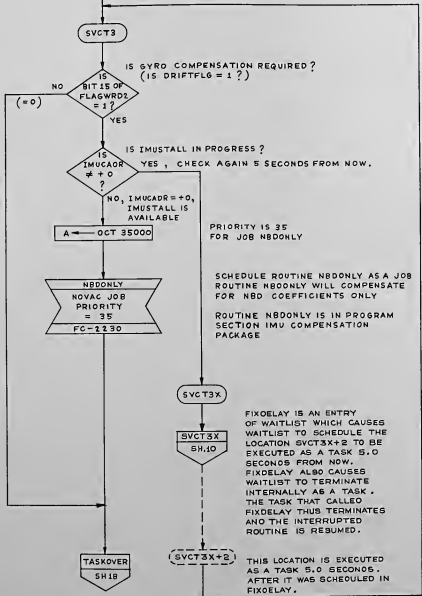 SVCT3
IS GYRO COMPENSATION REQUIRED?
(IS DRIFTFLG = 1 ?)
NO
(=0)
IS
BIT 15 OF
FLAGWRD2
= 1 ?
YES
IS IMUSTALL IN PROGRESS ?
IS
IMUCADR
≠ +0
?
YES , CHECK AGAIN 5 SECONDS FROM NOW.
NO, IMUCADR=+0,
IMUSTALL IS
AVAILABLE
A ← OCT 35000
PRIORITY IS 35
FOR JOB NBDONLY
NBDONLY
NOVAC JOB
PRIORITY
= 35
FC-2230
SCHEDULE ROUTINE NBDONLY AS A JOB
ROUTINE NBDONLY WILL COMPENSATE
FOR NBD COEFFICIENTS ONLY
ROUTINE NBDONLY IS IN PROGRAM
SECTION IMU COMPENSATION
PACKAGE
SVCT3X
SVCT3X
SH.10
FIXDELAY IS AN ENTRY
OF WAITLIST WHICH CAUSES
WAITLIST TO SCHEDULE THE
LOCATION SVCT3X+2 TO BE
EXECUTED AS A TASK 5.0
SECONDS FROM NOW.
FIXDELAY ALSO CAUSES
WAITLIST TO TERMINATE
INTERNALLY AS A TASK.
THE TASK THAT CALLED
FIXDELAY THUS TERMINATES
AND THE INTERRUPTED
ROUTINE IS RESUMED.
TASKOVER
SH18
SVCT3X+2
THIS LOCATION IS EXECUTED
AS A TASK 5.0 SECONDS.
AFTER IT WAS SCHEDULED IN
FIXDELAY.